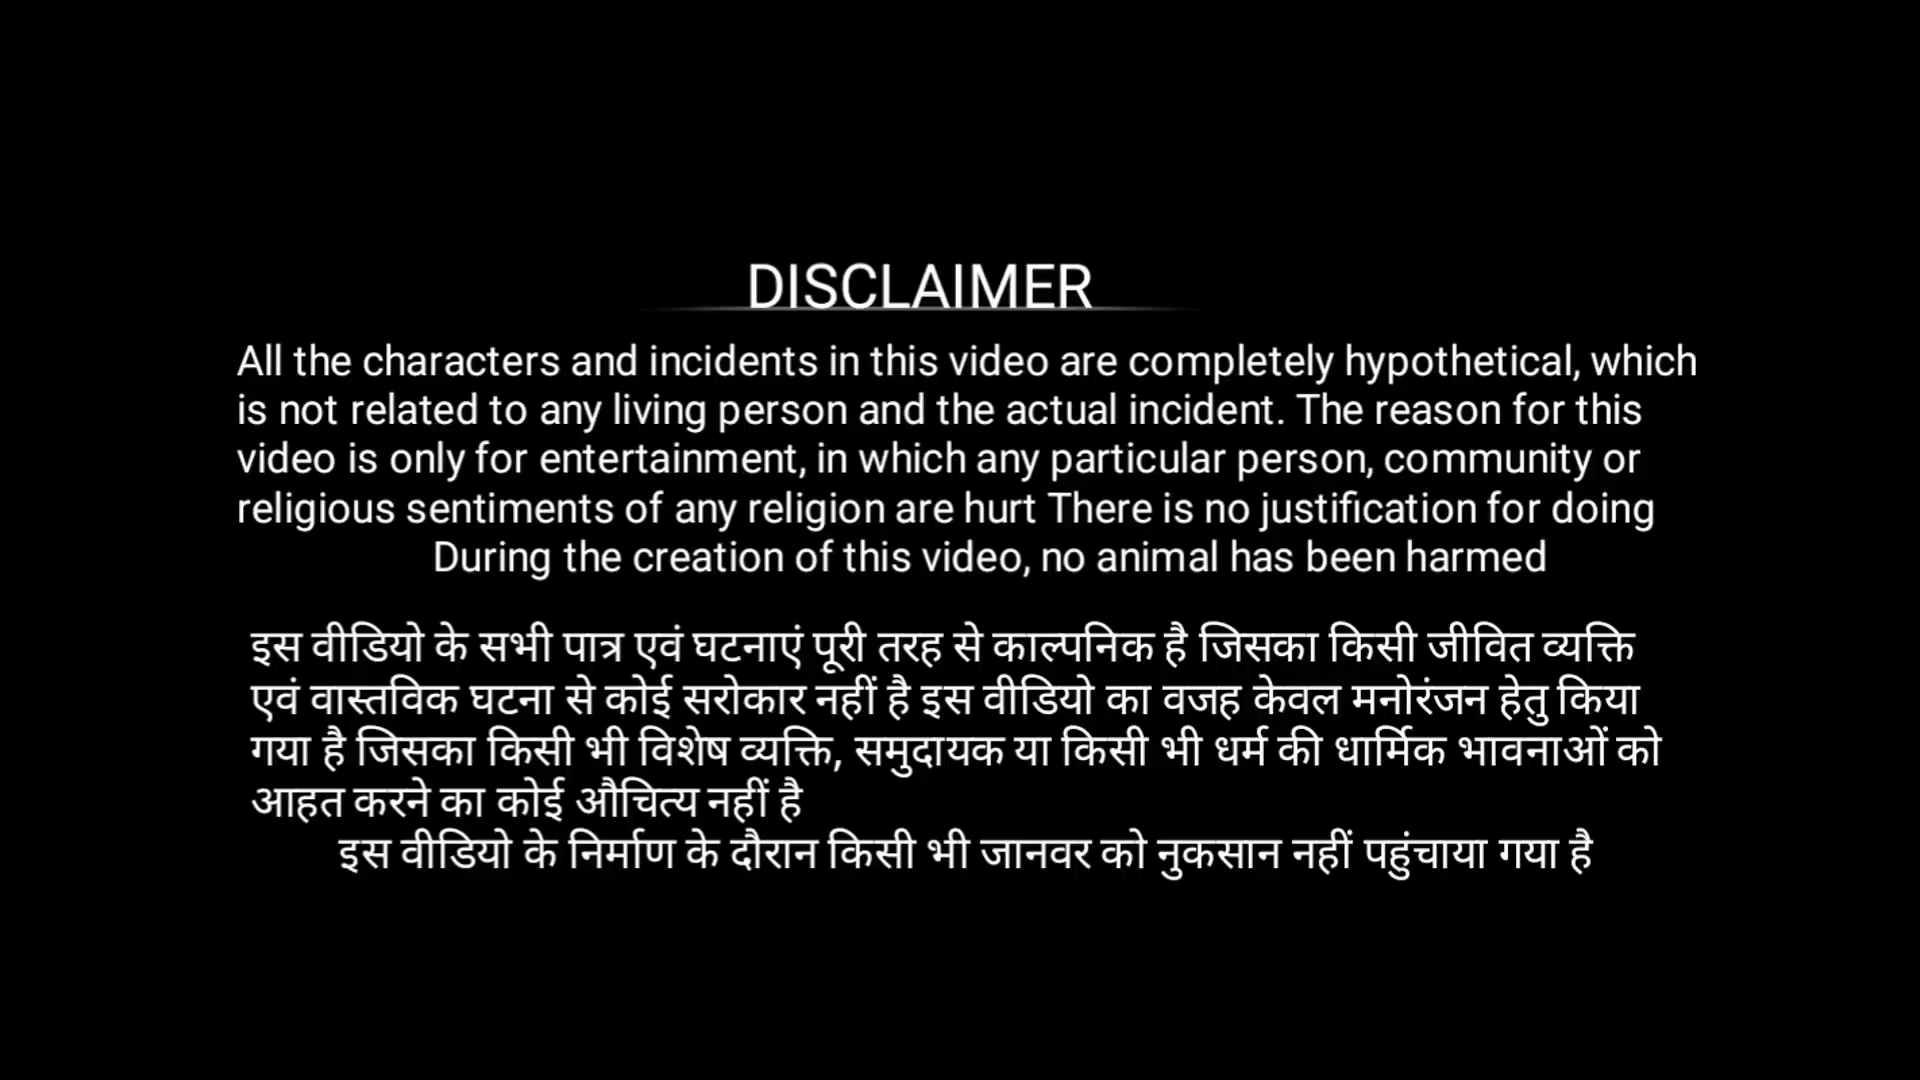 DISCLAIMER
All the characters and incidents in this video are completely hypothetical, which
is not related to any living person and the actual incident. The reason for this
video is only for entertainment, in which any particular person, community or
religious sentiments of any religion are hurt There is no justification for doing
During the creation of this video, no animal has been harmed
इस वीडियो के सभी पात्र एवं घटनाएं पूरी तरह से काल्पनिक है जिसका किसी जीवित व्यक्ति
एवं वास्तविक घटना से कोई सरोकार नहीं है इस वीडियो का वजह केवल मनोरंजन हेतु किया
गया है जिसका किसी भी विशेष व्यक्ति, समुदायक या किसी भी धर्म की धार्मिक भावनाओं को
आहत करने का कोई औचित्य नहीं है
इस वीडियो के निर्माण के दौरान किसी भी जानवर को नुकसान नहीं पहुंचाया गया है